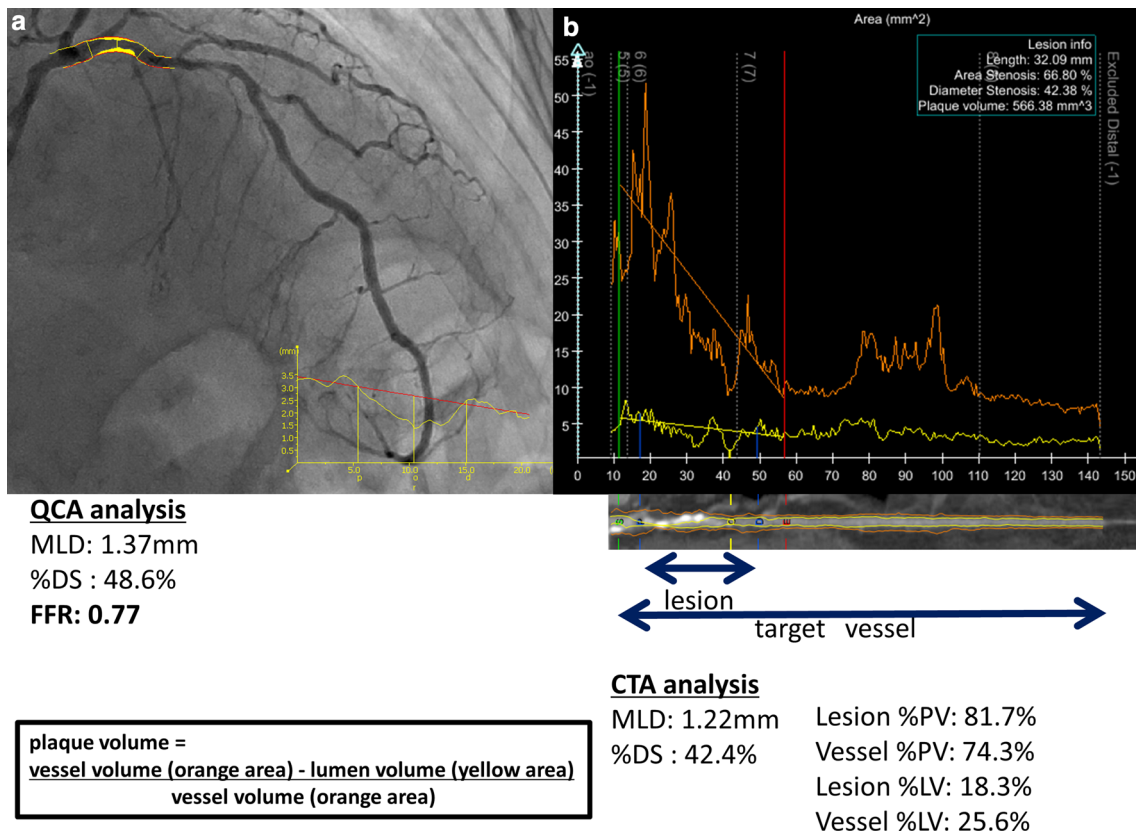 a
(mm)
3.5
3.0
2.5
2.0
1.5
1.0
0.5
5.0
10.0
15.0
20.0
p
r
d
b
Area (mm^2)
Lesion info
Length: 32.09 mm
Area Stenosis: 66.80 %
Diameter Stenosis: 42.38 %
Plaque volume: 566.38 mm^3
ao (-1)
5 (5)
6 (6)
7 (7)
Excluded Distal (-1)
55
50
45
40
35
30
25
20
15
10
5
0 10 20 30 40 50 60 70 80 90 100 110 120 130 140 150
S
D
E
lesion
target vessel
QCA analysis
MLD: 1.37mm
%DS : 48.6%
FFR: 0.77
CTA analysis
MLD: 1.22mm
%DS : 42.4%
Lesion %PV: 81.7%
Vessel %PV: 74.3%
Lesion %LV: 18.3%
Vessel %LV: 25.6%
plaque volume =
vessel volume (orange area) - lumen volume (yellow area)
vessel volume (orange area)